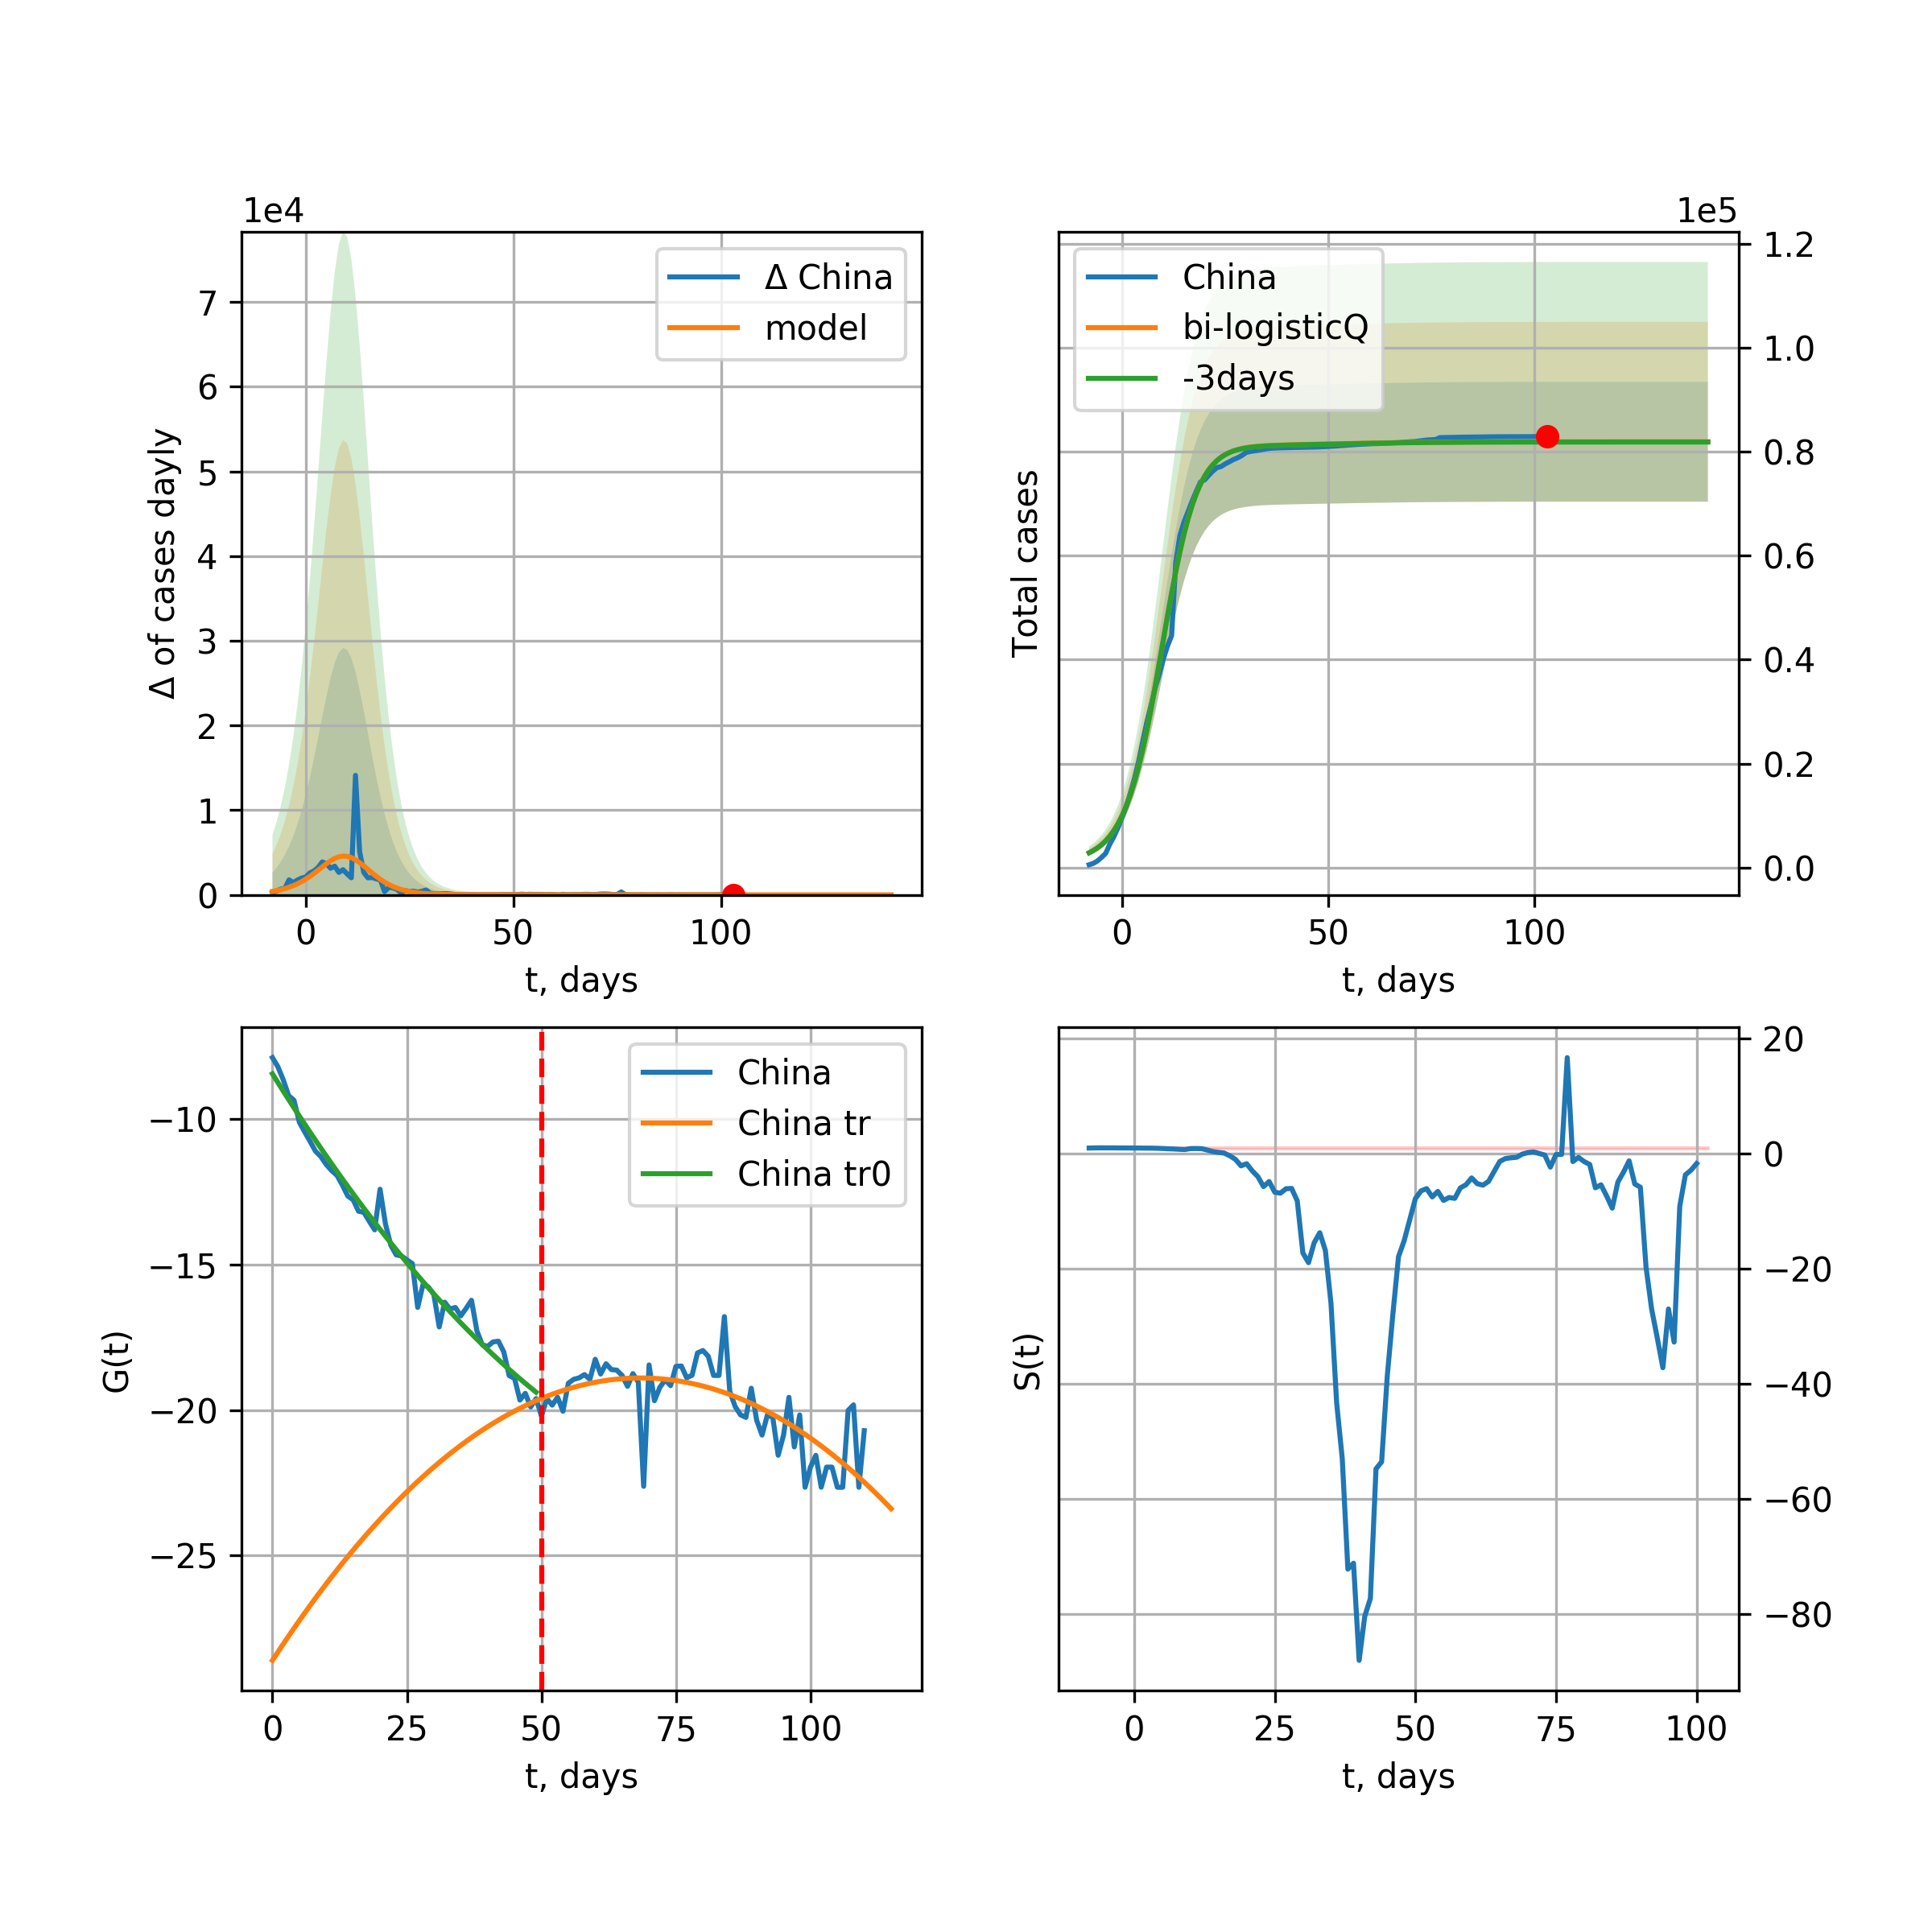 1e4
Δ of cases dayly
7
6
5
4
3
2
1
0
0 50 100
t, days
Δ China
model
1e5
Total cases
1.2
1.0
0.8
0.6
0.4
0.2
0.0
0 50 100
t, days
China
bi-logisticQ
-3days
G(t)
−10
−15
−20
−25
0 25 50 75 100
t, days
China
China tr
China tr0
S(t)
20
0
−20
−40
−60
−80
0 25 50 75 100
t, days